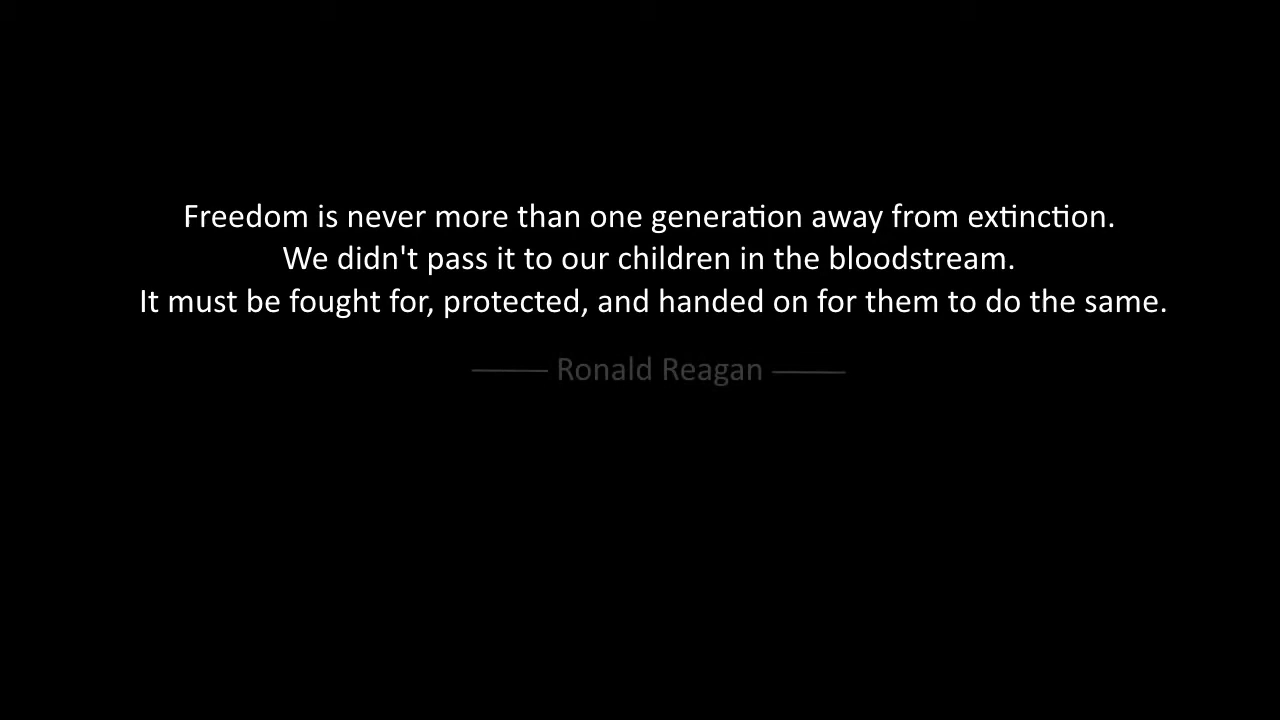 Freedom is never more than one generation away from extinction.
We didn't pass it to our children in the bloodstream.
It must be fought for, protected, and handed on for them to do the same.
Ronald Reagan